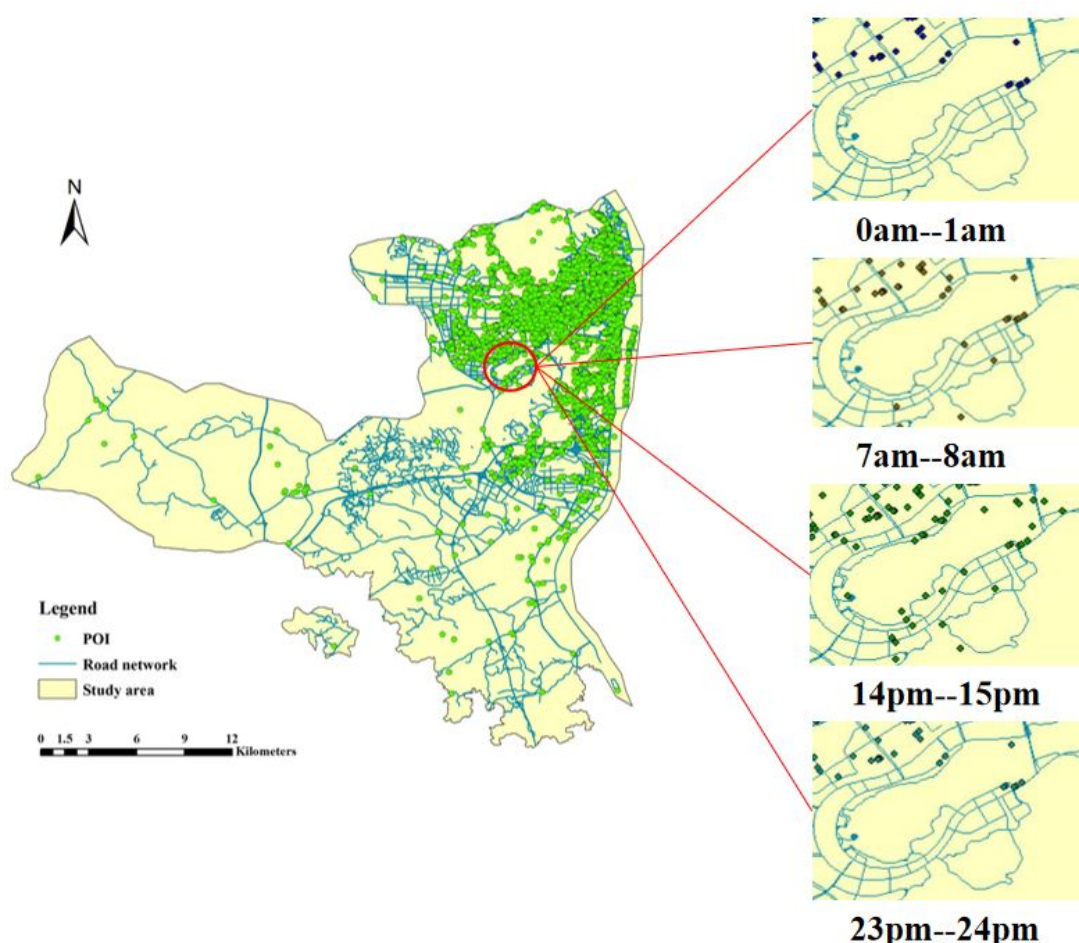 N
0am--1am
7am--8am
14pm--15pm
23pm--24pm
Legend
POI
Road network
Study area
0 1.5 3 6 9 12
Kilometers